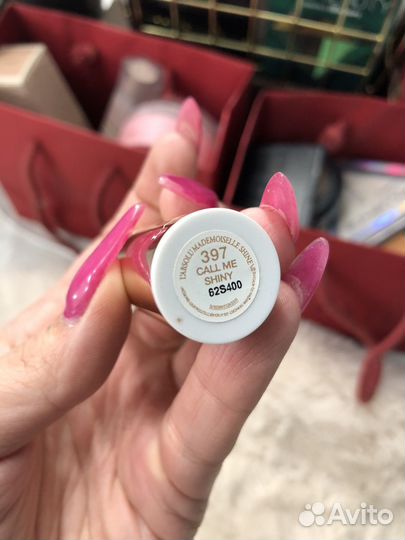 L'ABSOLU MADEMOISELLE SHINE
397
CALL ME
SHINY
62S400
Avito